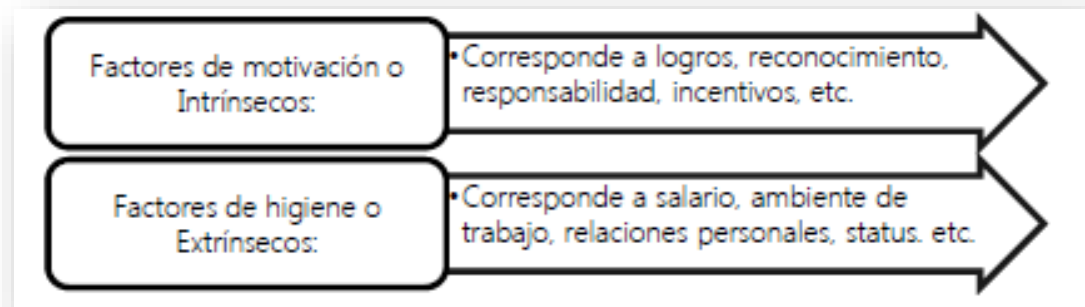 Factores de motivación o
Intrínsecos:
•Corresponde a logros, reconocimiento,
responsabilidad, incentivos, etc.
Factores de higiene o
Extrínsecos:
•Corresponde a salario, ambiente de
trabajo, relaciones personales, status. etc.